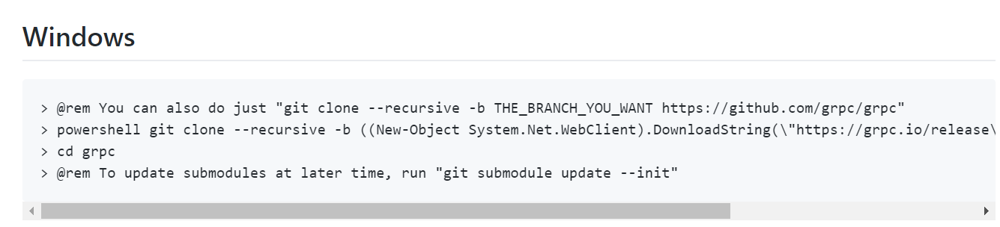 Windows
> @rem You can also do just "git clone --recursive -b THE_BRANCH_YOU_WANT https://github.com/grpc/grpc"
> powershell git clone --recursive -b ((New-Object System.Net.WebClient).DownloadString(\"https://grpc.io/release\
> cd grpc
> @rem To update submodules at later time, run "git submodule update --init"